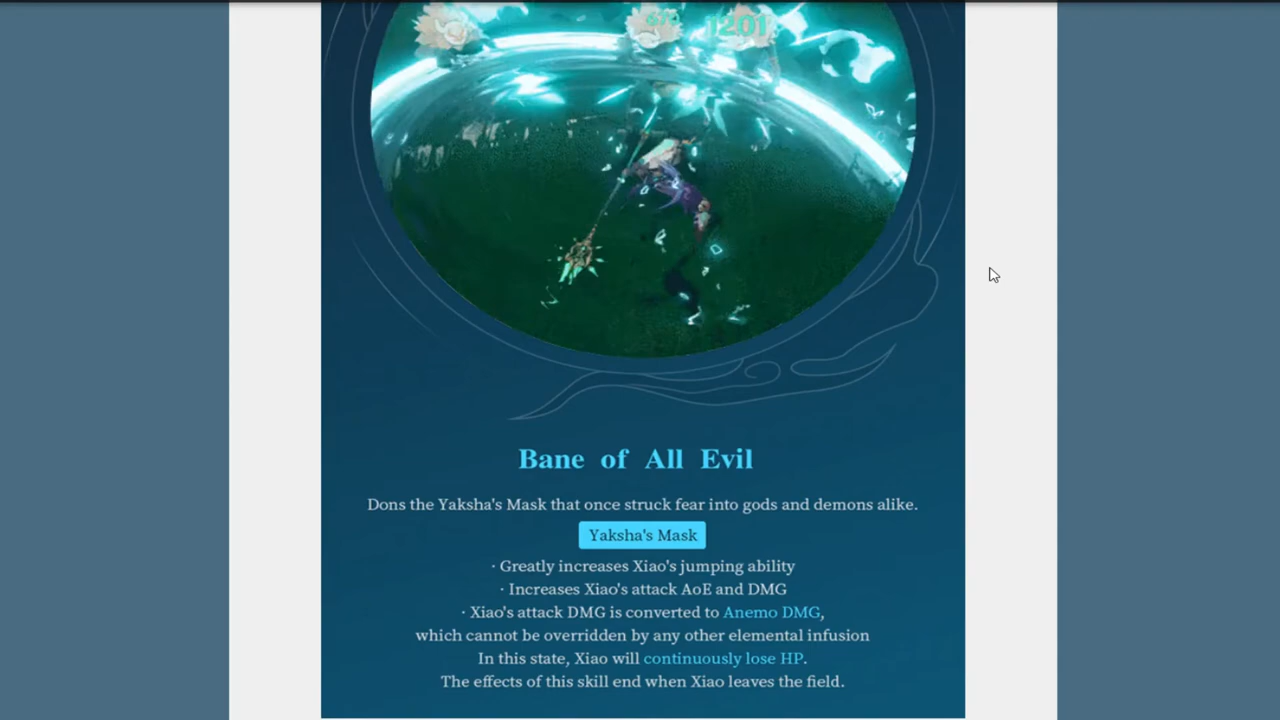 670
1201
Bane of All Evil
Dons the Yaksha's Mask that once struck fear into gods and demons alike.
Yaksha's Mask
· Greatly increases Xiao's jumping ability
· Increases Xiao's attack AoE and DMG
· Xiao's attack DMG is converted to Anemo DMG,
which cannot be overridden by any other elemental infusion
In this state, Xiao will continuously lose HP.
The effects of this skill end when Xiao leaves the field.